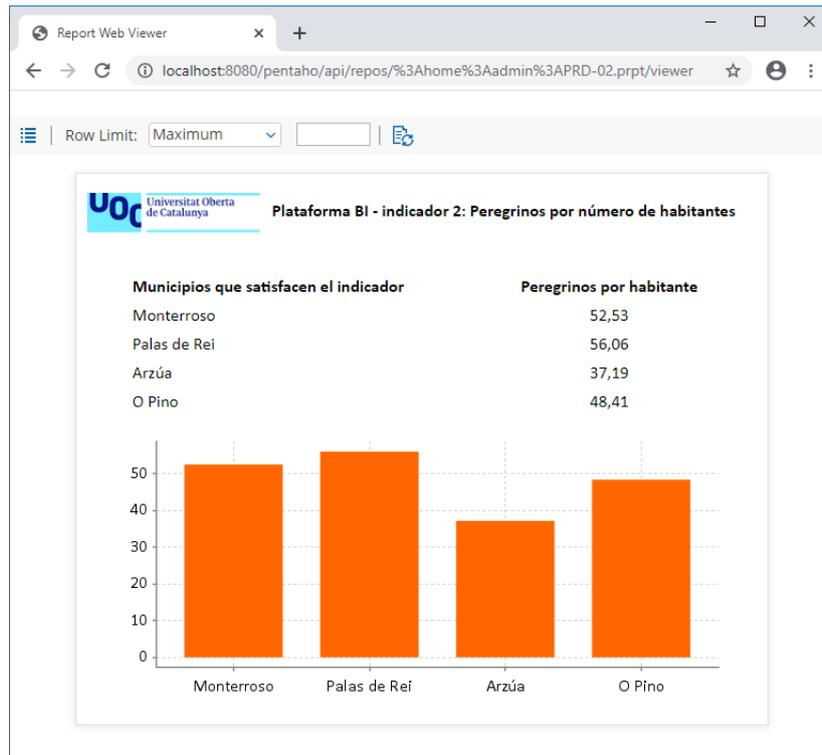 Report Web Viewer
localhost:8080/pentaho/api/repos/%3Ahome%3Aadmin%3APRD-02.prpt/viewer
Row Limit: Maximum
UOC Universitat Oberta
de Catalunya
Plataforma BI - indicador 2: Peregrinos por número de habitantes
Municipios que satisfacen el indicador Peregrinos por habitante
Monterroso 52,53
Palas de Rei 56,06
Arzúa 37,19
O Pino 48,41
50
40
30
20
10
0
Monterroso Palas de Rei Arzúa O Pino